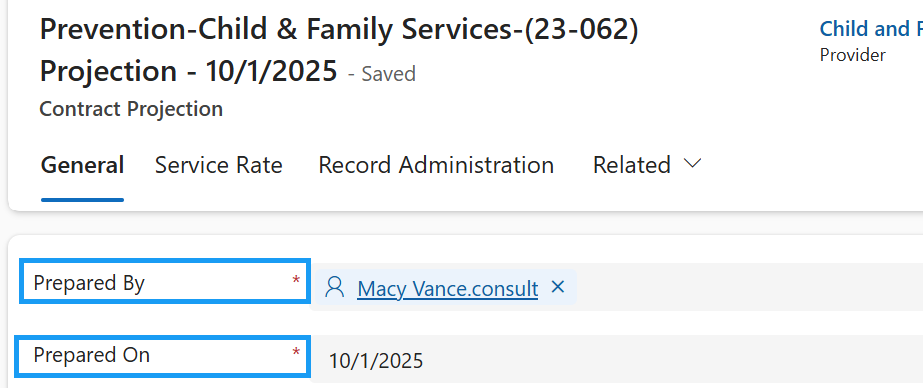 Prevention-Child & Family Services-(23-062)
Projection - 10/1/2025 - Saved
Contract Projection
Child and
Provider
General Service Rate Record Administration Related
Prepared By * Macy Vance.consult ×
Prepared On * 10/1/2025